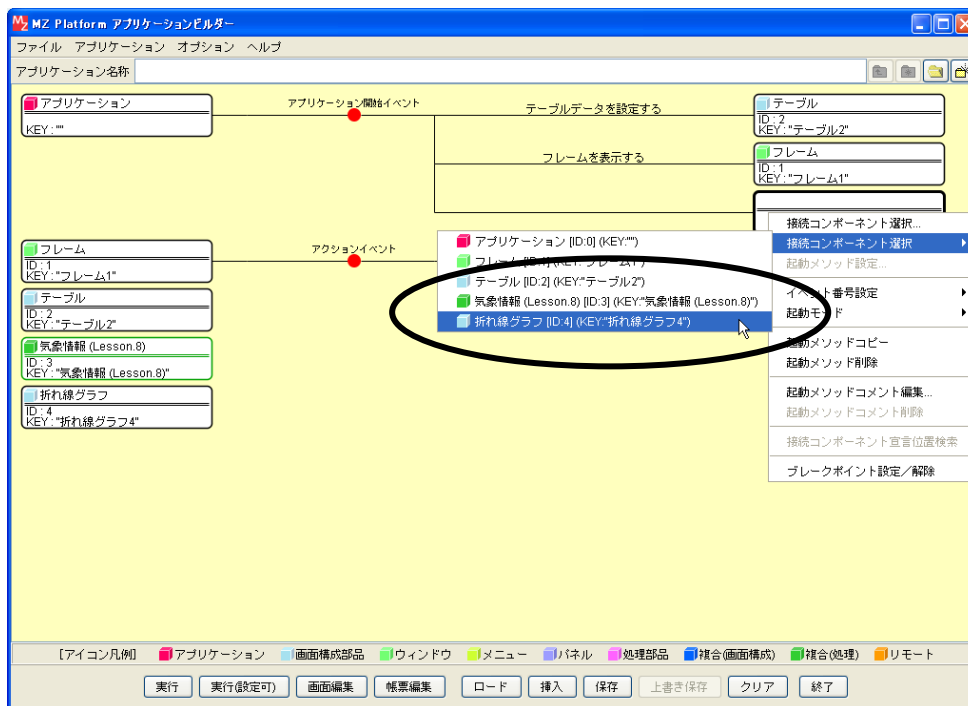 MZ Platform アプリケーションビルダー
ファイル アプリケーション オプション ヘルプ
アプリケーション名称
アプリケーション
KEY : ""
アプリケーション開始イベント
テーブルデータを設定する
テーブル
ID : 2
KEY : "テーブル2"
フレームを表示する
フレーム
ID : 1
KEY : "フレーム1"
接続コンポーネント選択...
接続コンポーネント選択
起動メソッド設定...
イベント番号設定
起動モード
起動メソッドコピー
起動メソッド削除
起動メソッドコメント編集...
起動メソッドコメント削除
接続コンポーネント宣言位置検索
ブレークポイント設定／解除
アプリケーション [ID:0] (KEY:"")
フレーム [ID:1] (KEY:"フレーム1")
テーブル [ID:2] (KEY:"テーブル2")
気象情報 (Lesson.8) [ID:3] (KEY:"気象情報 (Lesson.8)")
折れ線グラフ [ID:4] (KEY:"折れ線グラフ4")
フレーム
ID : 1
KEY : "フレーム1"
アクションイベント
テーブル
ID : 2
KEY : "テーブル2"
気象情報 (Lesson.8)
ID : 3
KEY : "気象情報 (Lesson.8)"
折れ線グラフ
ID : 4
KEY : "折れ線グラフ4"
[アイコン凡例] アプリケーション 画面構成部品 ウィンドウ メニュー パネル 処理部品 複合(画面構成) 複合(処理) リモート
実行 実行(設定可) 画面編集 帳票編集 ロード 挿入 保存 上書き保存 クリア 終了